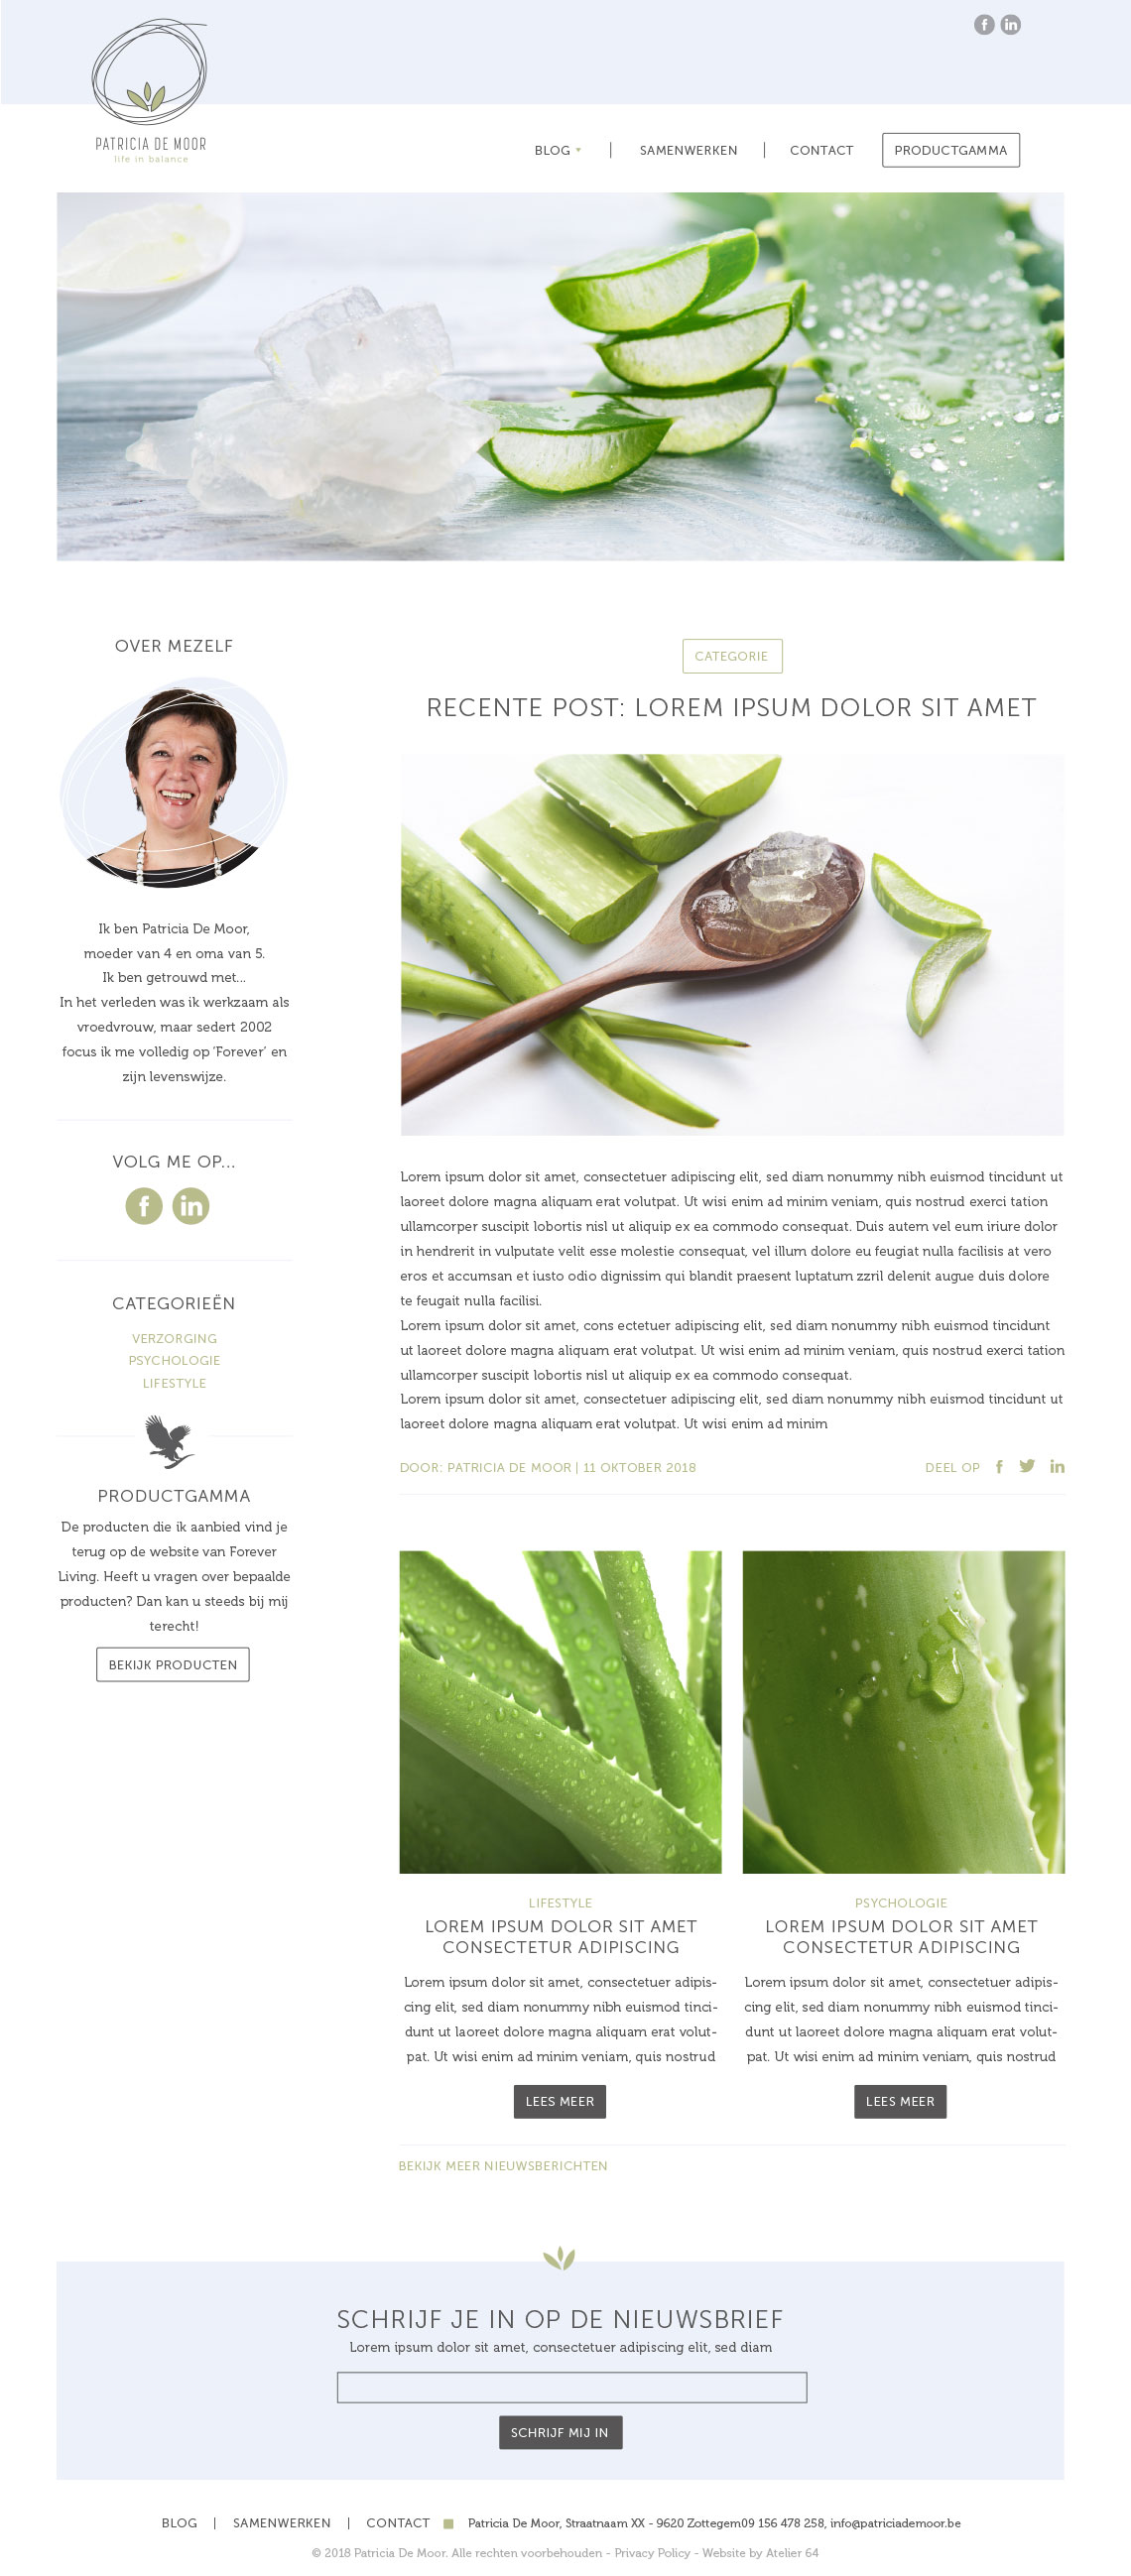 PATRICIA DE MOOR
life in balance
BLOG
SAMENWERKEN
CONTACT
PRODUCTGAMMA
OVER MEZELF
Ik ben Patricia De Moor,
moeder van 4 en oma van 5.
Ik ben getrouwd met...
In het verleden was ik werkzaam als
vroedvrouw, maar sedert 2002
focus ik me volledig op 'Forever' en
zijn levenswijze.
VOLG ME OP...
CATEGORIEËN
VERZORGING
PSYCHOLOGIE
LIFESTYLE
PRODUCTGAMMA
De producten die ik aanbied vind je
terug op de website van Forever
Living. Heeft u vragen over bepaalde
producten? Dan kan u steeds bij mij
terecht!
BEKIJK PRODUCTEN
CATEGORIE
RECENTE POST: LOREM IPSUM DOLOR SIT AMET
Lorem ipsum dolor sit amet, consectetuer adipiscing elit, sed diam nonummy nibh euismod tincidunt ut
laoreet dolore magna aliquam erat volutpat. Ut wisi enim ad minim veniam, quis nostrud exerci tation
ullamcorper suscipit lobortis nisl ut aliquip ex ea commodo consequat. Duis autem vel eum iriure dolor
in hendrerit in vulputate velit esse molestie consequat, vel illum dolore eu feugiat nulla facilisis at vero
eros et accumsan et iusto odio dignissim qui blandit praesent luptatum zzril delenit augue duis dolore
te feugait nulla facilisi.
Lorem ipsum dolor sit amet, cons ectetuer adipiscing elit, sed diam nonummy nibh euismod tincidunt
ut laoreet dolore magna aliquam erat volutpat. Ut wisi enim ad minim veniam, quis nostrud exerci tation
ullamcorper suscipit lobortis nisl ut aliquip ex ea commodo consequat.
Lorem ipsum dolor sit amet, consectetuer adipiscing elit, sed diam nonummy nibh euismod tincidunt ut
laoreet dolore magna aliquam erat volutpat. Ut wisi enim ad minim
DOOR: PATRICIA DE MOOR | 11 OKTOBER 2018
DEEL OP
LIFESTYLE
LOREM IPSUM DOLOR SIT AMET
CONSECTETUR ADIPISCING
Lorem ipsum dolor sit amet, consectetuer adipis-
cing elit, sed diam nonummy nibh euismod tinci-
dunt ut laoreet dolore magna aliquam erat volut-
pat. Ut wisi enim ad minim veniam, quis nostrud
LEES MEER
PSYCHOLOGIE
LOREM IPSUM DOLOR SIT AMET
CONSECTETUR ADIPISCING
Lorem ipsum dolor sit amet, consectetuer adipis-
cing elit, sed diam nonummy nibh euismod tinci-
dunt ut laoreet dolore magna aliquam erat volut-
pat. Ut wisi enim ad minim veniam, quis nostrud
LEES MEER
BEKIJK MEER NIEUWSBERICHTEN
SCHRIJF JE IN OP DE NIEUWSBRIEF
Lorem ipsum dolor sit amet, consectetuer adipiscing elit, sed diam
SCHRIJF MIJ IN
BLOG | SAMENWERKEN | CONTACT Patricia De Moor, Straatnaam XX - 9620 Zottegem09 156 478 258, info@patriciademoor.be
© 2018 Patricia De Moor. Alle rechten voorbehouden - Privacy Policy - Website by Atelier 64